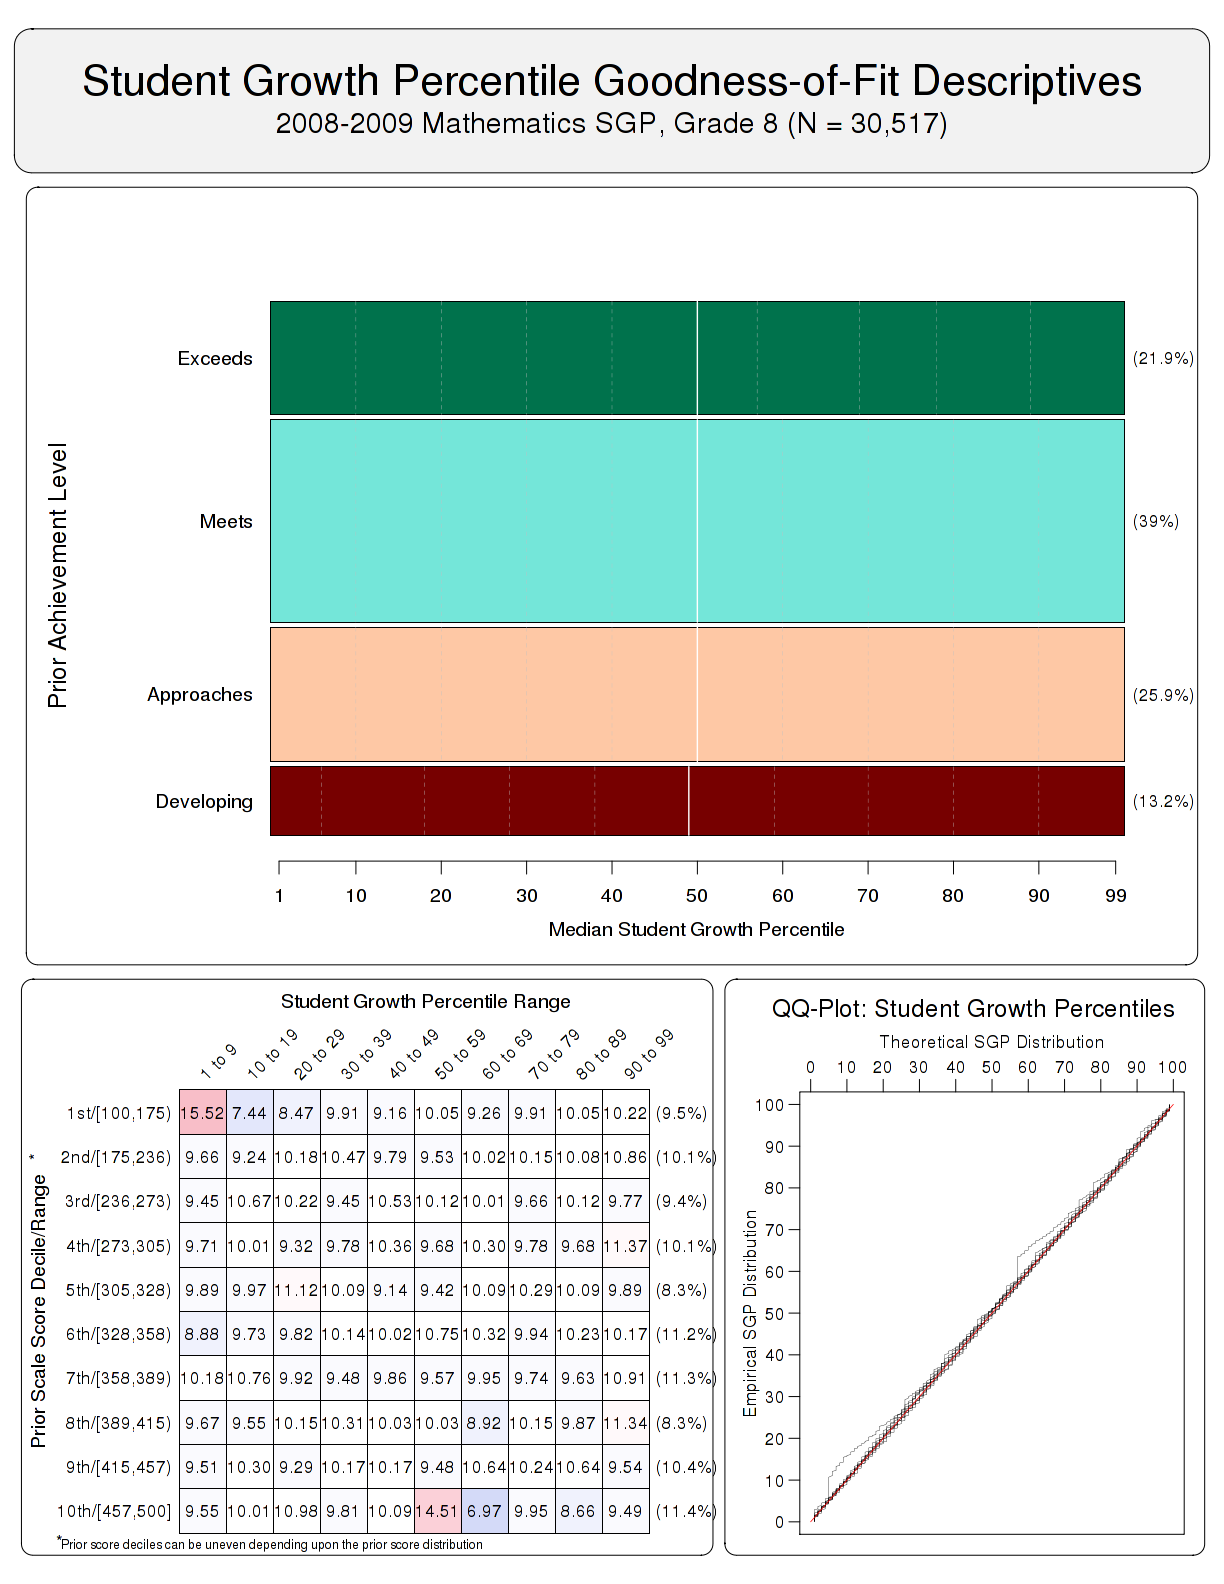 Student Growth Percentile Goodness-of-Fit Descriptives
2008-2009 Mathematics SGP, Grade 8 (N = 30,517)
Prior Achievement Level
Exceeds (21.9%)
Meets (39%)
Approaches (25.9%)
Developing (13.2%)
1 10 20 30 40 50 60 70 80 90 99
Median Student Growth Percentile
Student Growth Percentile Range
1 to 9 10 to 19 20 to 29 30 to 39 40 to 49 50 to 59 60 to 69 70 to 79 80 to 89 90 to 99
Prior Scale Score Decile/Range *
1st/[100,175) 15.52 7.44 8.47 9.91 9.16 10.05 9.26 9.91 10.05 10.22 (9.5%)
2nd/[175,236) 9.66 9.24 10.18 10.47 9.79 9.53 10.02 10.15 10.08 10.86 (10.1%)
3rd/[236,273) 9.45 10.67 10.22 9.45 10.53 10.12 10.01 9.66 10.12 9.77 (9.4%)
4th/[273,305) 9.71 10.01 9.32 9.78 10.36 9.68 10.30 9.78 9.68 11.37 (10.1%)
5th/[305,328) 9.89 9.97 11.12 10.09 9.14 9.42 10.09 10.29 10.09 9.89 (8.3%)
6th/[328,358) 8.88 9.73 9.82 10.14 10.02 10.75 10.32 9.94 10.23 10.17 (11.2%)
7th/[358,389) 10.18 10.76 9.92 9.48 9.86 9.57 9.95 9.74 9.63 10.91 (11.3%)
8th/[389,415) 9.67 9.55 10.15 10.31 10.03 10.03 8.92 10.15 9.87 11.34 (8.3%)
9th/[415,457) 9.51 10.30 9.29 10.17 10.17 9.48 10.64 10.24 10.64 9.54 (10.4%)
10th/[457,500] 9.55 10.01 10.98 9.81 10.09 14.51 6.97 9.95 8.66 9.49 (11.4%)
*Prior score deciles can be uneven depending upon the prior score distribution
QQ-Plot: Student Growth Percentiles
Theoretical SGP Distribution
0 10 20 30 40 50 60 70 80 90 100
Empirical SGP Distribution
100
90
80
70
60
50
40
30
20
10
0